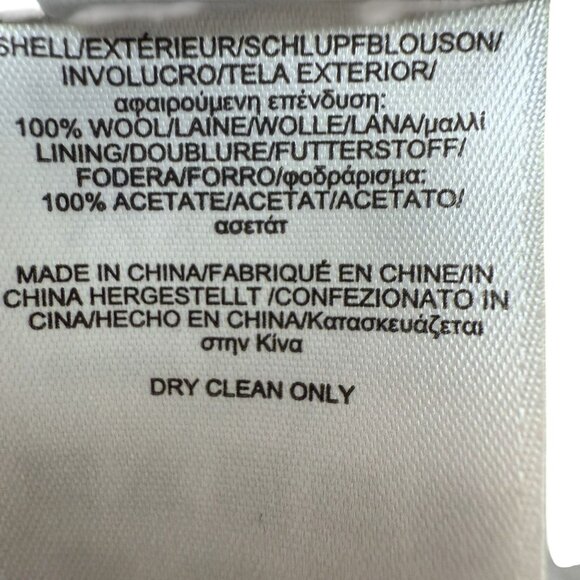 SHELL/EXTÉRIEUR/SCHLUPFBLOUSON/
INVOLUCRO/TELA EXTERIOR/
αφαιρούμενη επένδυση:
100% WOOL/LAINE/WOLLE/LANA/μαλλί
LINING/DOUBLURE/FUTTERSTOFF/
FODERA/FORRO/φοδράρισμα:
100% ACETATE/ACETAT/ACETATO/
ασετάτ
MADE IN CHINA/FABRIQUÉ EN CHINE/IN
CHINA HERGESTELLT /CONFEZIONATO IN
CINA/HECHO EN CHINA/Κατασκευάζεται
στην Κίνα
DRY CLEAN ONLY